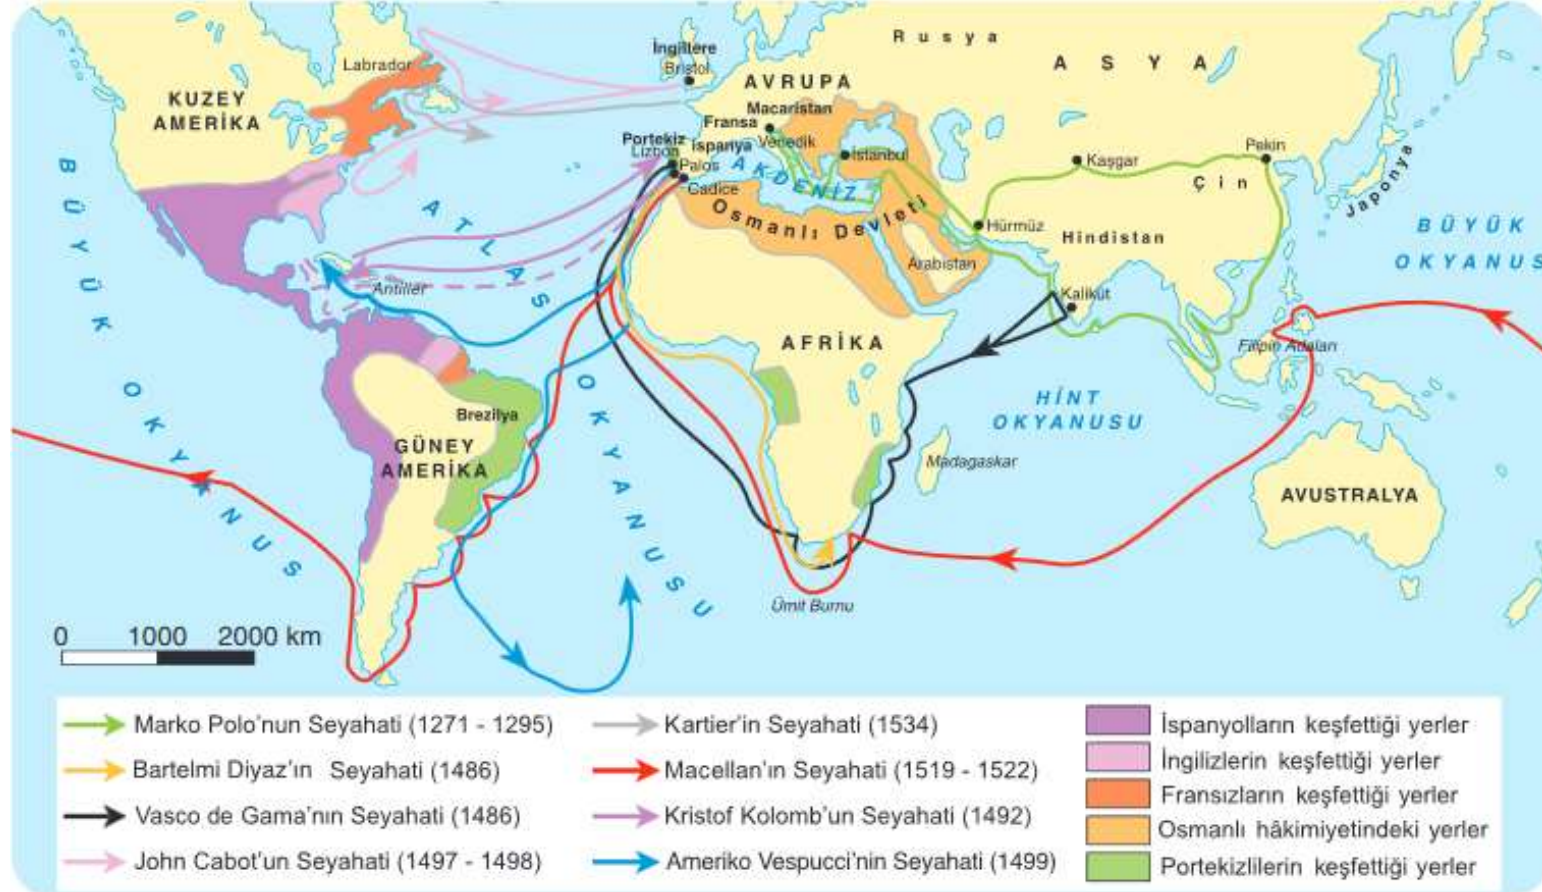 Rusya
ASYA
İngiltere
Bristol
Labrador
KUZEY
AMERİKA
AVRUPA
Macaristan
Fransa
Venedik
Portekiz
Lizbon
İspanya
Palos
Cadice
İstanbul
AKDENİZ
Osmanlı Devleti
Kaşgar
Pekin
Çin
Japonya
Hürmüz
Hindistan
Arabistan
Kaliküt
BÜYÜK OKYANUS
ATLAS OKYANUSU
BÜYÜK
OKYANUS
Antiller
AFRİKA
Filipin Adaları
HİNT
OKYANUSU
Brezilya
GÜNEY
AMERİKA
Madagaskar
AVUSTRALYA
Ümit Burnu
0 1000 2000 km
Marko Polo'nun Seyahati (1271 - 1295)
Bartelmi Diyaz'ın Seyahati (1486)
Vasco de Gama'nın Seyahati (1486)
John Cabot'un Seyahati (1497 - 1498)
Kartier'in Seyahati (1534)
Macellan'ın Seyahati (1519 - 1522)
Kristof Kolomb'un Seyahati (1492)
Ameriko Vespucci'nin Seyahati (1499)
İspanyolların keşfettiği yerler
İngilizlerin keşfettiği yerler
Fransızların keşfettiği yerler
Osmanlı hâkimiyetindeki yerler
Portekizlilerin keşfettiği yerler